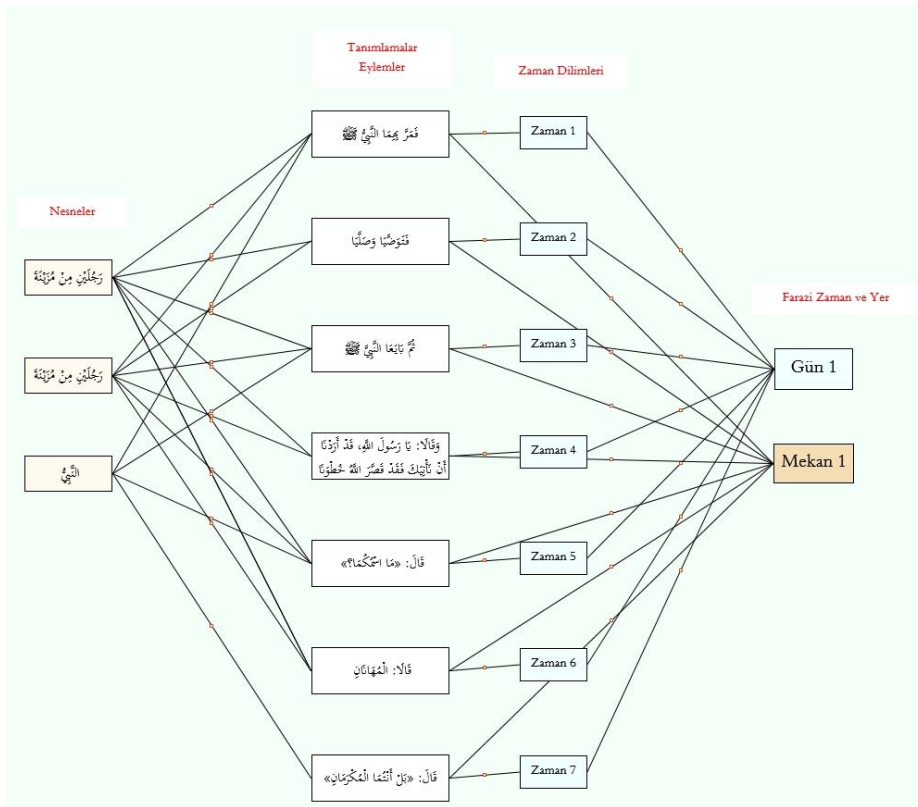 Tanımlamalar
Eylemler
Zaman Dilimleri
Nesneler
Farazi Zaman ve Yer
رَجُلَيْنِ مِنْ مُزَيْنَةَ
رَجُلَيْنِ مِنْ مُزَيْنَةَ
النَّبِيُّ
فَمَرَّ بِهِمَا النَّبِيُّ ﷺ
فَتَوَضَّيَا وَصَلَّيَا
ثُمَّ بَايَعَا النَّبِيَّ ﷺ
وَقَالَا: يَا رَسُولَ اللَّهِ، قَدْ أَرَدْنَا
أَنْ نَأْتِيَكَ فَقَدْ قَصَّرَ اللَّهُ خُطْوَنَا
قَالَ: «مَا اسْمُكُمَا؟»
قَالَا: الْمُهَانَانِ
قَالَ: «بَلْ أَنْتُمَا الْمُكْرَمَانِ»
Zaman 1
Zaman 2
Zaman 3
Zaman 4
Zaman 5
Zaman 6
Zaman 7
Gün 1
Mekan 1